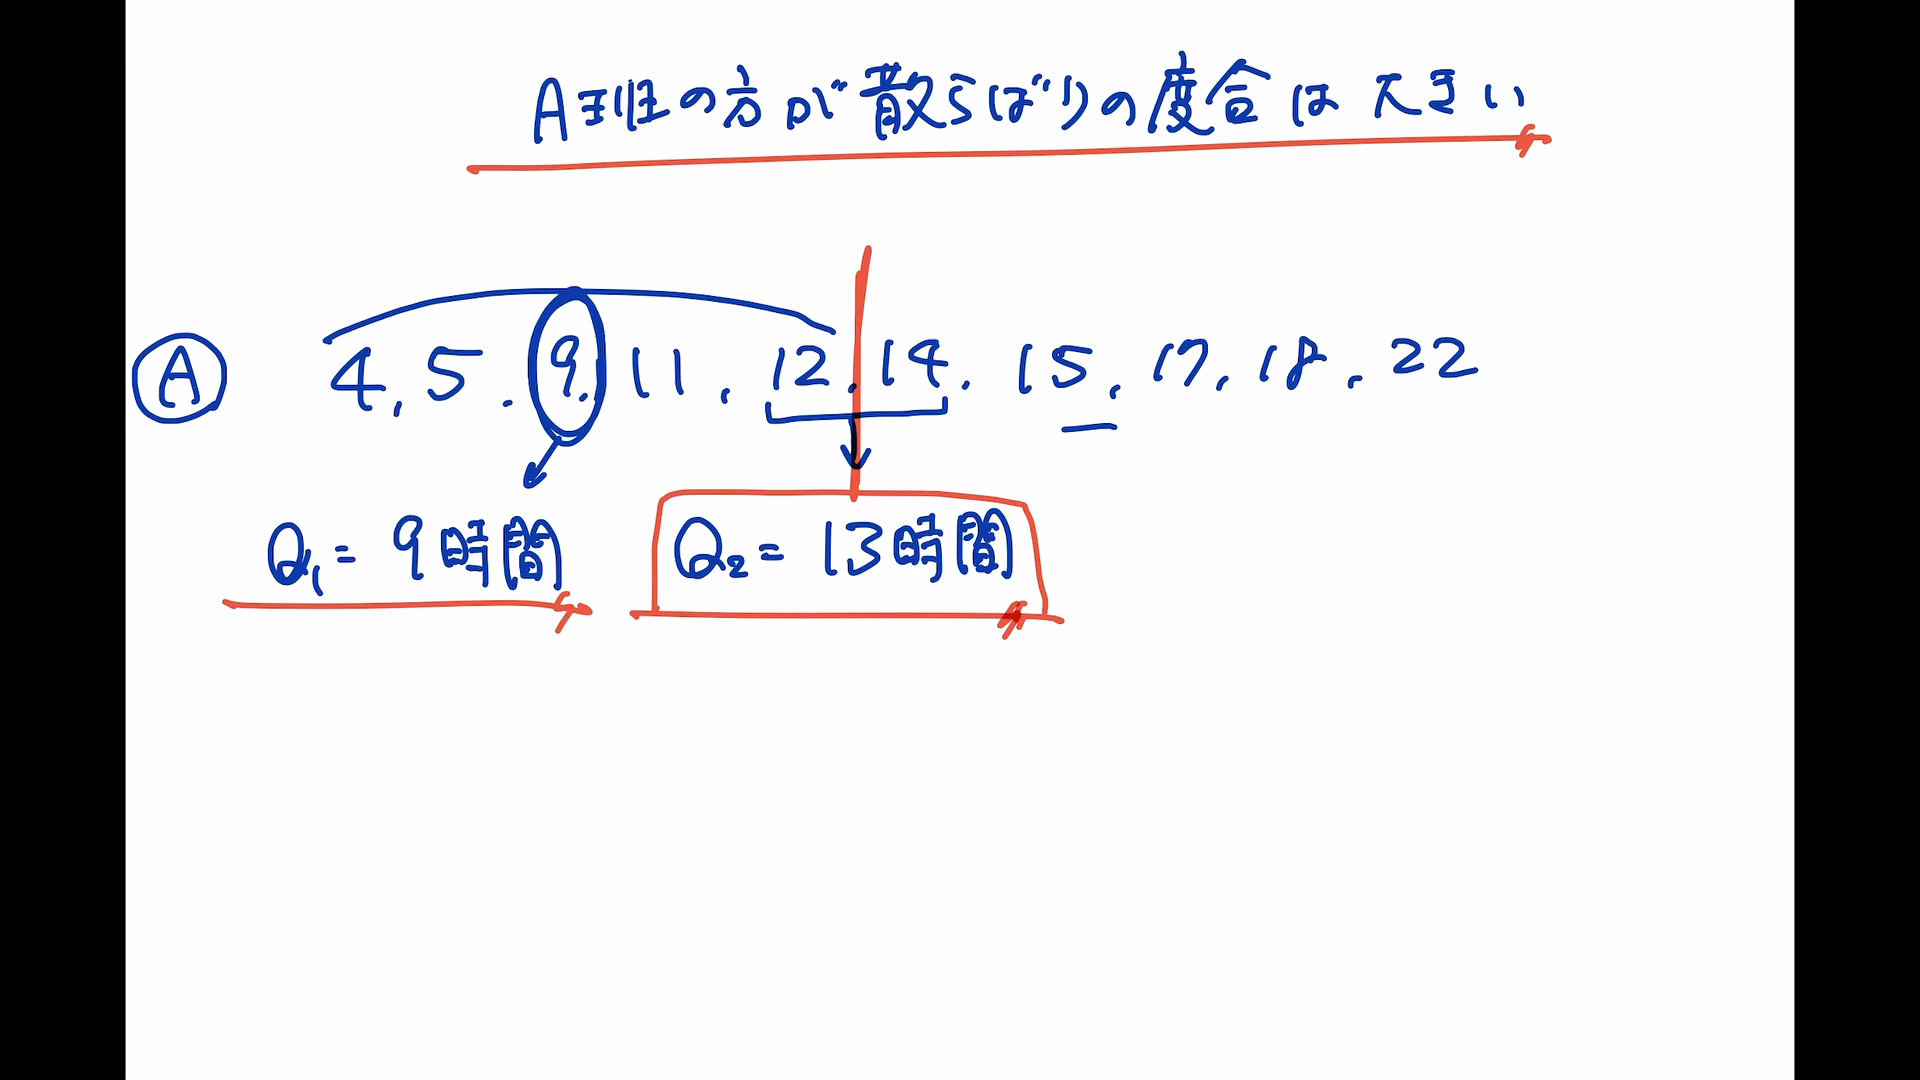 A班の方が散らばりの度合は大きい
A 4, 5. 9, 11, 12. 14. 15, 17, 18. 22
Q₁ = 9時間 Q₂ = 13時間